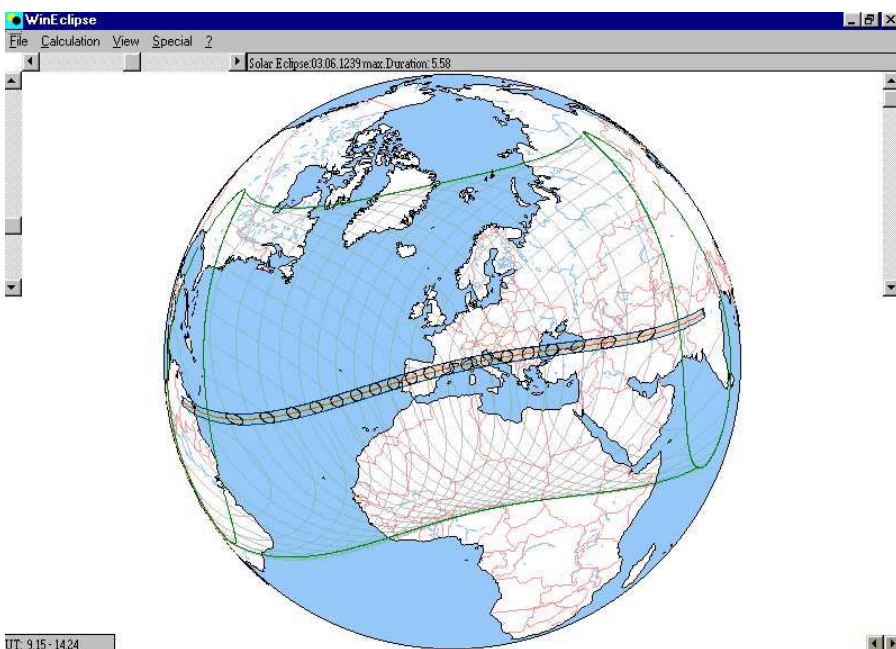 WinEclipse
File Calculation View Special ?
Solar Eclipse:03.06.1239 max.Duration: 5.58
UT: 9.15 - 14.24